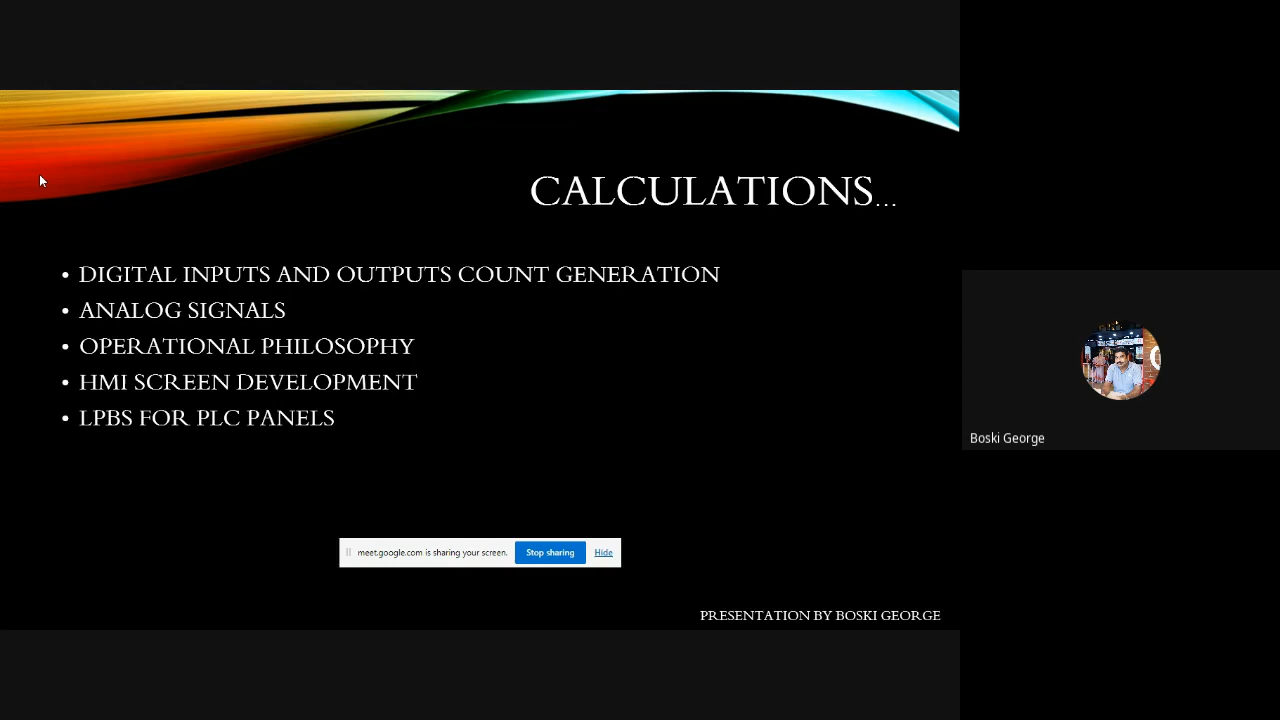 CALCULATIONS...
• DIGITAL INPUTS AND OUTPUTS COUNT GENERATION
• ANALOG SIGNALS
• OPERATIONAL PHILOSOPHY
• HMI SCREEN DEVELOPMENT
• LPBS FOR PLC PANELS
meet.google.com is sharing your screen. Stop sharing Hide
PRESENTATION BY BOSKI GEORGE
Boski George